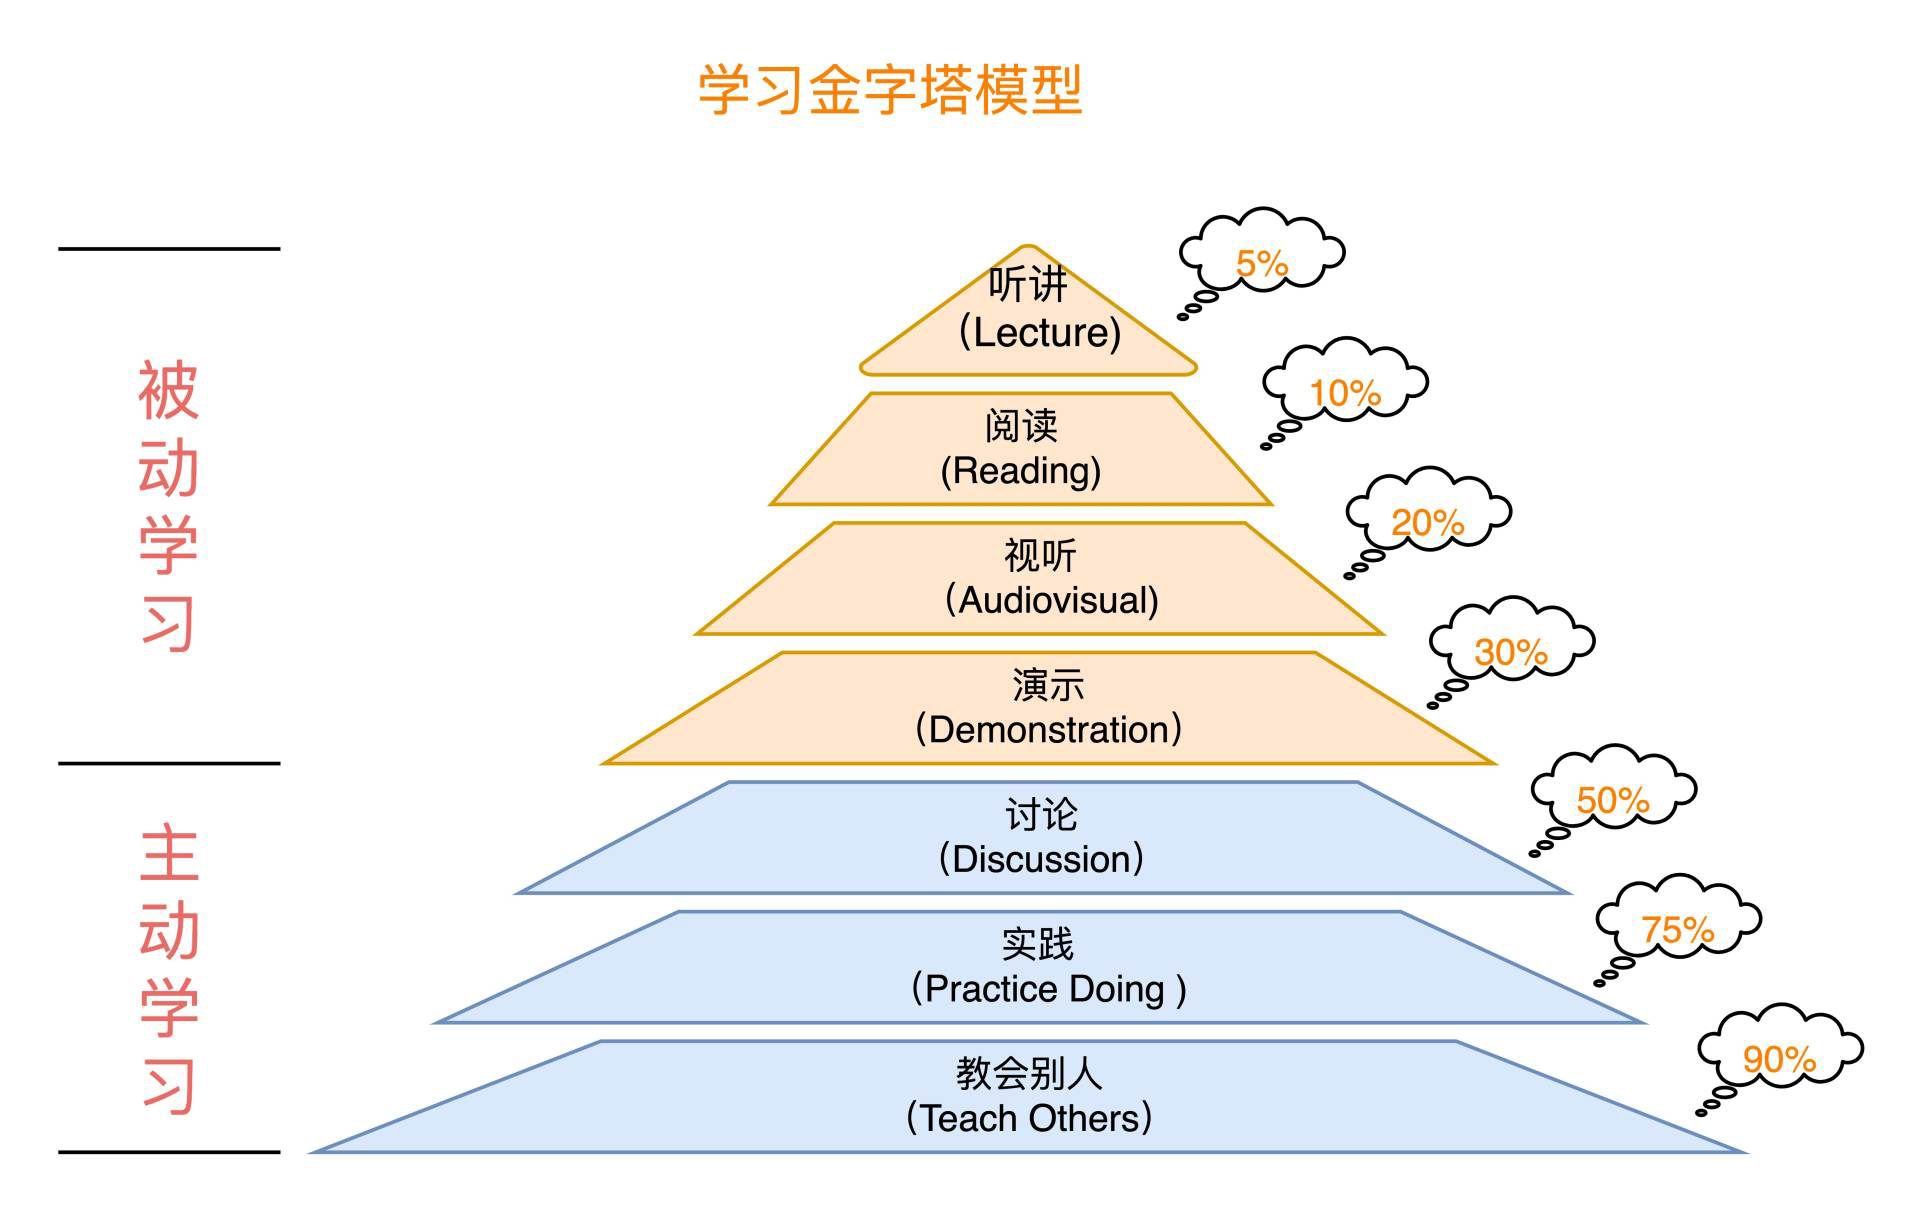 学习金字塔模型
被动学习
听讲
(Lecture)
5%
阅读
(Reading)
10%
视听
(Audiovisual)
20%
演示
(Demonstration)
30%
主动学习
讨论
(Discussion)
50%
实践
(Practice Doing )
75%
教会别人
(Teach Others)
90%